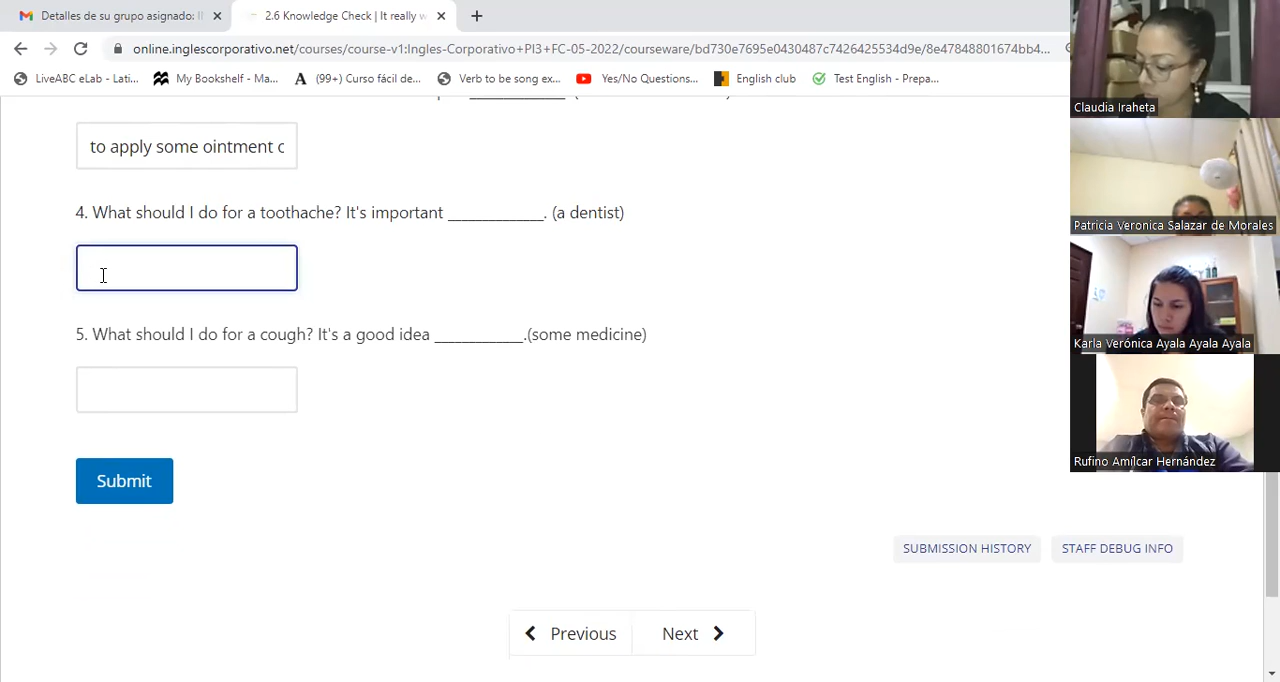 Detalles de su grupo asignado: II
2.6 Knowledge Check | It really w
online.inglescorporativo.net/courses/course-v1:Ingles-Corporativo+PI3+FC-05-2022/courseware/bd730e7695e0430487c7426425534d9e/8e47848801674bb4...
LiveABC eLab - Lati...
My Bookshelf - Ma...
(99+) Curso fácil de...
Verb to be song ex...
Yes/No Questions...
English club
Test English - Prepa...
to apply some ointment c
4. What should I do for a toothache? It's important ____________. (a dentist)
5. What should I do for a cough? It's a good idea ___________.(some medicine)
Submit
SUBMISSION HISTORY
STAFF DEBUG INFO
Previous
Next
Claudia Iraheta
Patricia Veronica Salazar de Morales
Karla Verónica Ayala Ayala Ayala
Rufino Amílcar Hernández